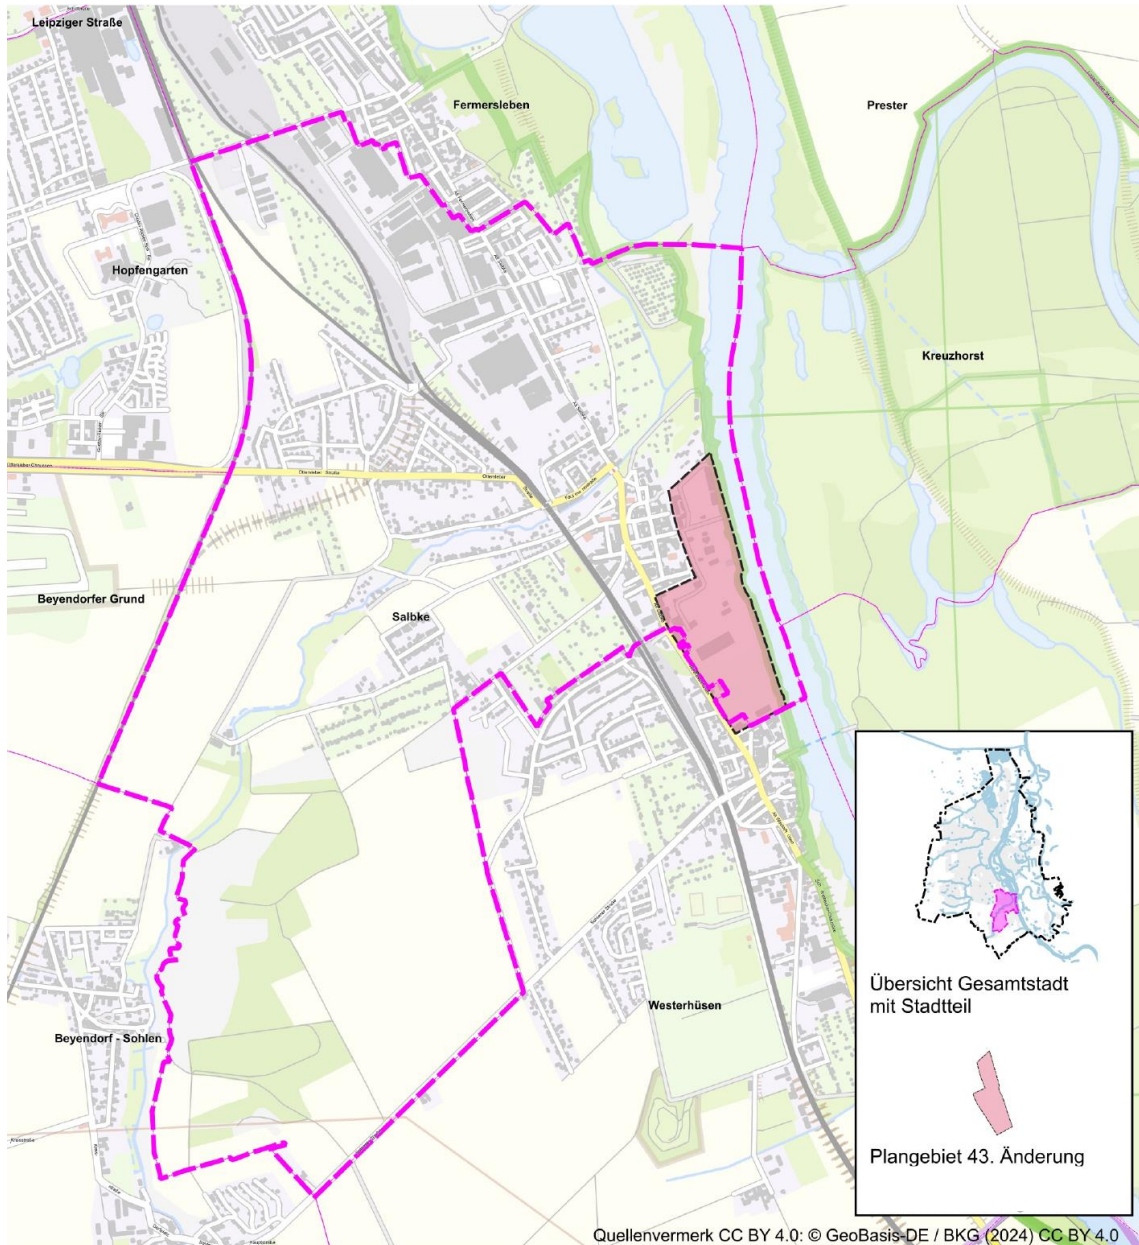 Leipziger Straße
Fermersleben
Prester
Hopfengarten
Kreuzhorst
Beyendorfer Grund
Salbke
Westerhüsen
Beyendorf - Sohlen
Übersicht Gesamtstadt
mit Stadtteil
Plangebiet 43. Änderung
Quellenvermerk CC BY 4.0: © GeoBasis-DE / BKG (2024) CC BY 4.0